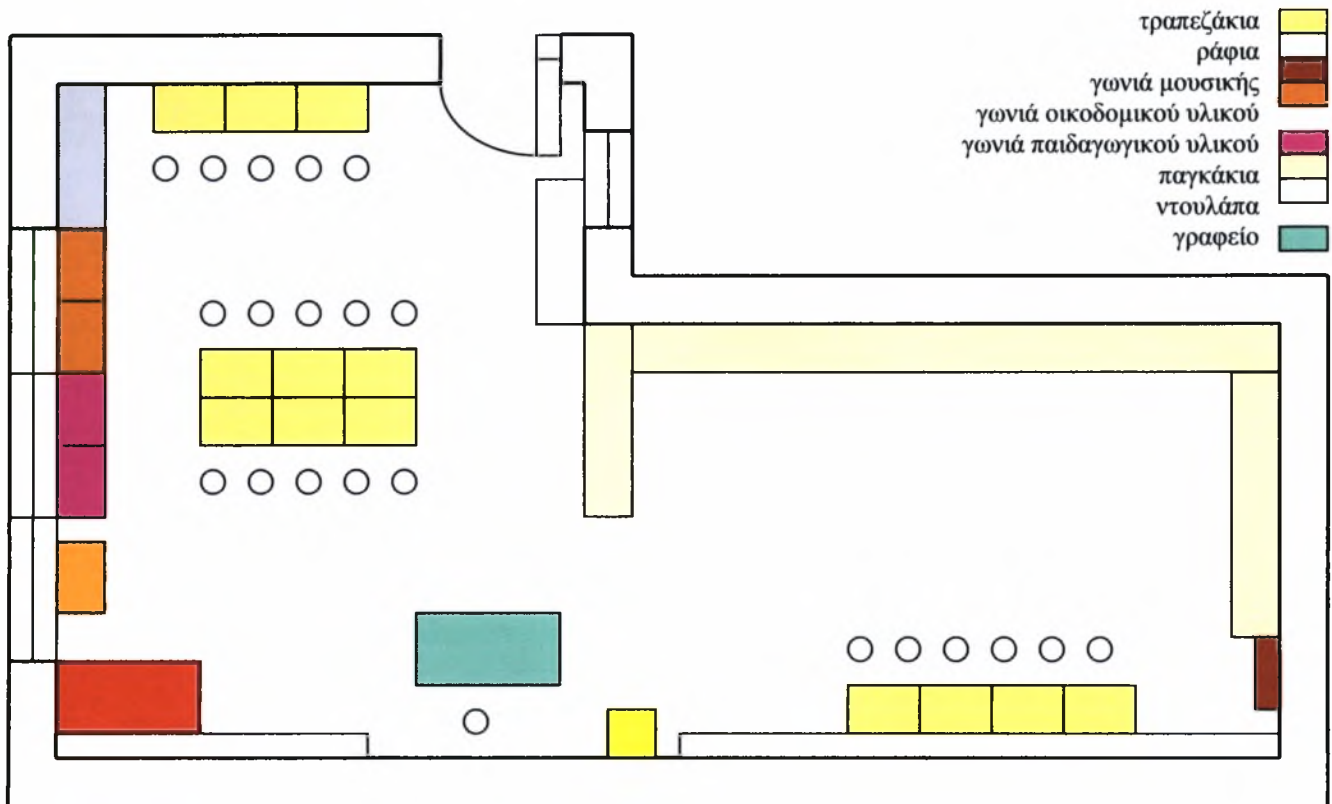 τραπεζάκια
ράφια
γωνιά μουσικής
γωνιά οικοδομικού υλικού
γωνιά παιδαγωγικού υλικού
παγκάκια
ντουλάπα
γραφείο